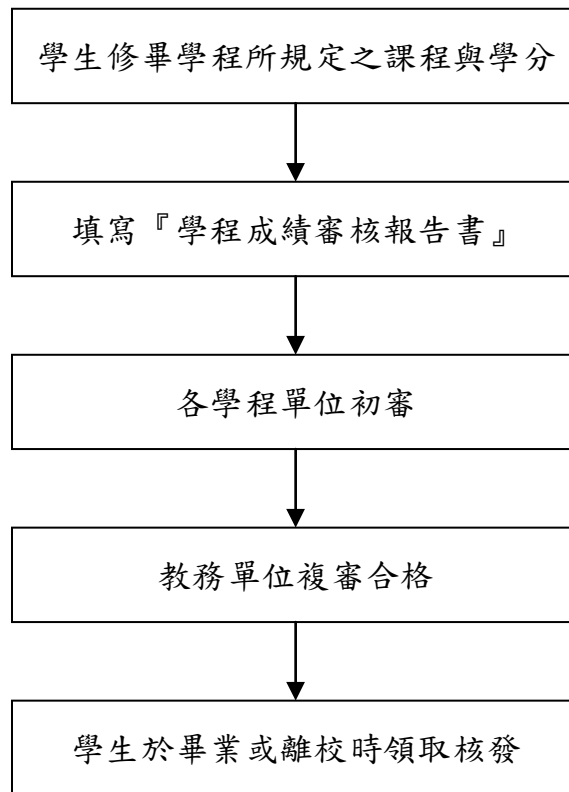 學生修畢學程所規定之課程與學分
填寫『學程成績審核報告書』
各學程單位初審
教務單位複審合格
學生於畢業或離校時領取核發